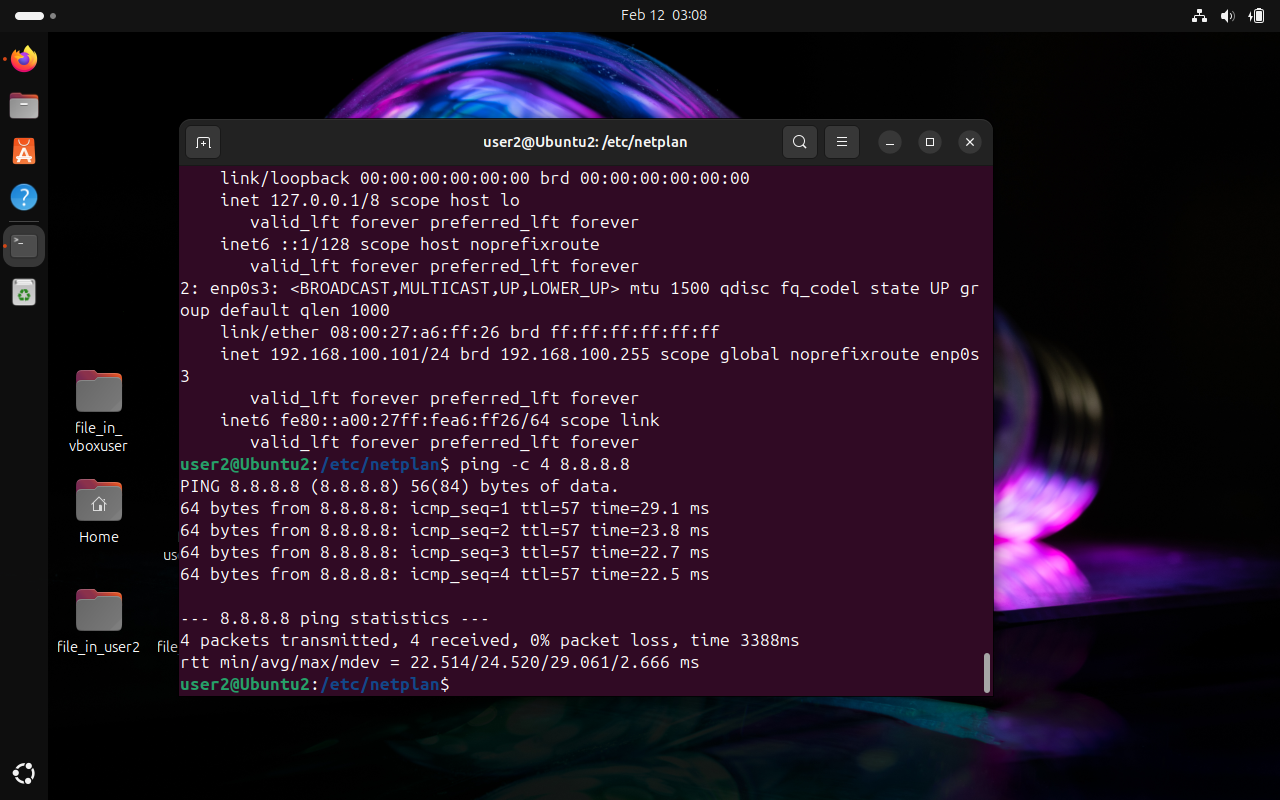 Feb 12 03:08
user2@Ubuntu2: /etc/netplan
link/loopback 00:00:00:00:00:00 brd 00:00:00:00:00:00
inet 127.0.0.1/8 scope host lo
valid_lft forever preferred_lft forever
inet6 ::1/128 scope host noprefixroute
valid_lft forever preferred_lft forever
2: enp0s3: <BROADCAST,MULTICAST,UP,LOWER_UP> mtu 1500 qdisc fq_codel state UP gr
oup default qlen 1000
link/ether 08:00:27:a6:ff:26 brd ff:ff:ff:ff:ff:ff
inet 192.168.100.101/24 brd 192.168.100.255 scope global noprefixroute enp0s
3
valid_lft forever preferred_lft forever
inet6 fe80::a00:27ff:fea6:ff26/64 scope link
valid_lft forever preferred_lft forever
user2@Ubuntu2:/etc/netplan$ ping -c 4 8.8.8.8
PING 8.8.8.8 (8.8.8.8) 56(84) bytes of data.
64 bytes from 8.8.8.8: icmp_seq=1 ttl=57 time=29.1 ms
64 bytes from 8.8.8.8: icmp_seq=2 ttl=57 time=23.8 ms
64 bytes from 8.8.8.8: icmp_seq=3 ttl=57 time=22.7 ms
64 bytes from 8.8.8.8: icmp_seq=4 ttl=57 time=22.5 ms
--- 8.8.8.8 ping statistics ---
4 packets transmitted, 4 received, 0% packet loss, time 3388ms
rtt min/avg/max/mdev = 22.514/24.520/29.061/2.666 ms
user2@Ubuntu2:/etc/netplan$
file_in_
vboxuser
Home
us
file_in_user2
file